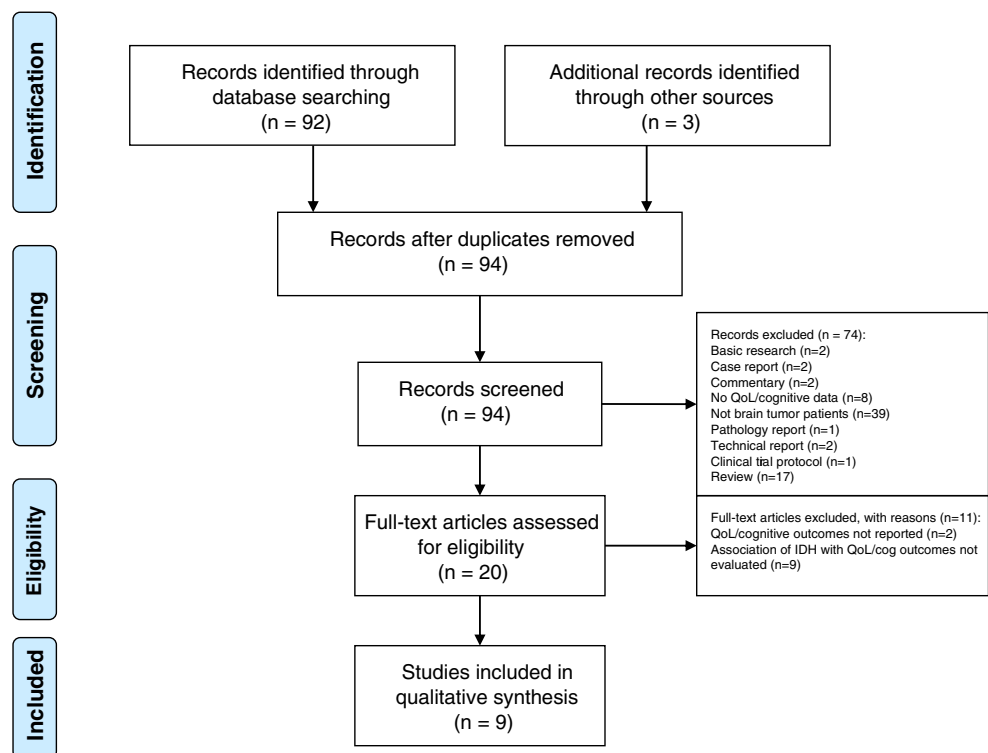 Identification
Records identified through
database searching
(n = 92)
Additional records identified
through other sources
(n = 3)
Records after duplicates removed
(n = 94)
Screening
Records screened
(n = 94)
Records excluded (n = 74):
Basic research (n=2)
Case report (n=2)
Commentary (n=2)
No QoL/cognitive data (n=8)
Not brain tumor patients (n=39)
Pathology report (n=1)
Technical report (n=2)
Clinical tial protocol (n=1)
Review (n=17)
Eligibility
Full-text articles assessed
for eligibility
(n = 20)
Full-text articles excluded, with reasons (n=11):
QoL/cognitive outcomes not reported (n=2)
Association of IDH with QoL/cog outcomes not
evaluated (n=9)
Included
Studies included in
qualitative synthesis
(n = 9)